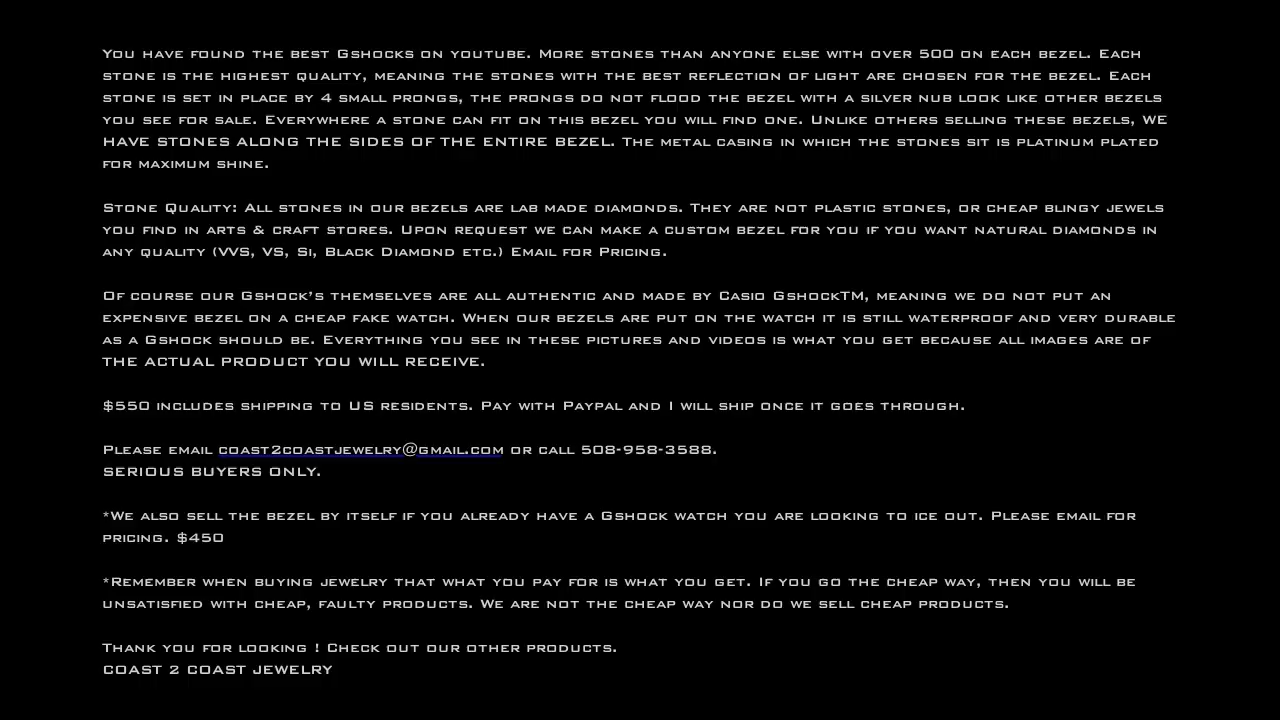 You have found the best Gshocks on youtube. More stones than anyone else with over 500 on each bezel. Each
stone is the highest quality, meaning the stones with the best reflection of light are chosen for the bezel. Each
stone is set in place by 4 small prongs, the prongs do not flood the bezel with a silver nub look like other bezels
you see for sale. Everywhere a stone can fit on this bezel you will find one. Unlike others selling these bezels, WE
HAVE STONES ALONG THE SIDES OF THE ENTIRE BEZEL. The metal casing in which the stones sit is platinum plated
for maximum shine.
Stone Quality: All stones in our bezels are lab made diamonds. They are not plastic stones, or cheap blingy jewels
you find in arts & craft stores. Upon request we can make a custom bezel for you if you want natural diamonds in
any quality (VVS, VS, Si, Black Diamond etc.) Email for Pricing.
Of course our Gshock's themselves are all authentic and made by Casio GshockTM, meaning we do not put an
expensive bezel on a cheap fake watch. When our bezels are put on the watch it is still waterproof and very durable
as a Gshock should be. Everything you see in these pictures and videos is what you get because all images are of
THE ACTUAL PRODUCT YOU WILL RECEIVE.
$550 includes shipping to US residents. Pay with Paypal and I will ship once it goes through.
Please email coast2coastjewelry@gmail.com or call 508-958-3588.
SERIOUS BUYERS ONLY.
*We also sell the bezel by itself if you already have a Gshock watch you are looking to ice out. Please email for
pricing. $450
*Remember when buying jewelry that what you pay for is what you get. If you go the cheap way, then you will be
unsatisfied with cheap, faulty products. We are not the cheap way nor do we sell cheap products.
Thank you for looking ! Check out our other products.
COAST 2 COAST JEWELRY